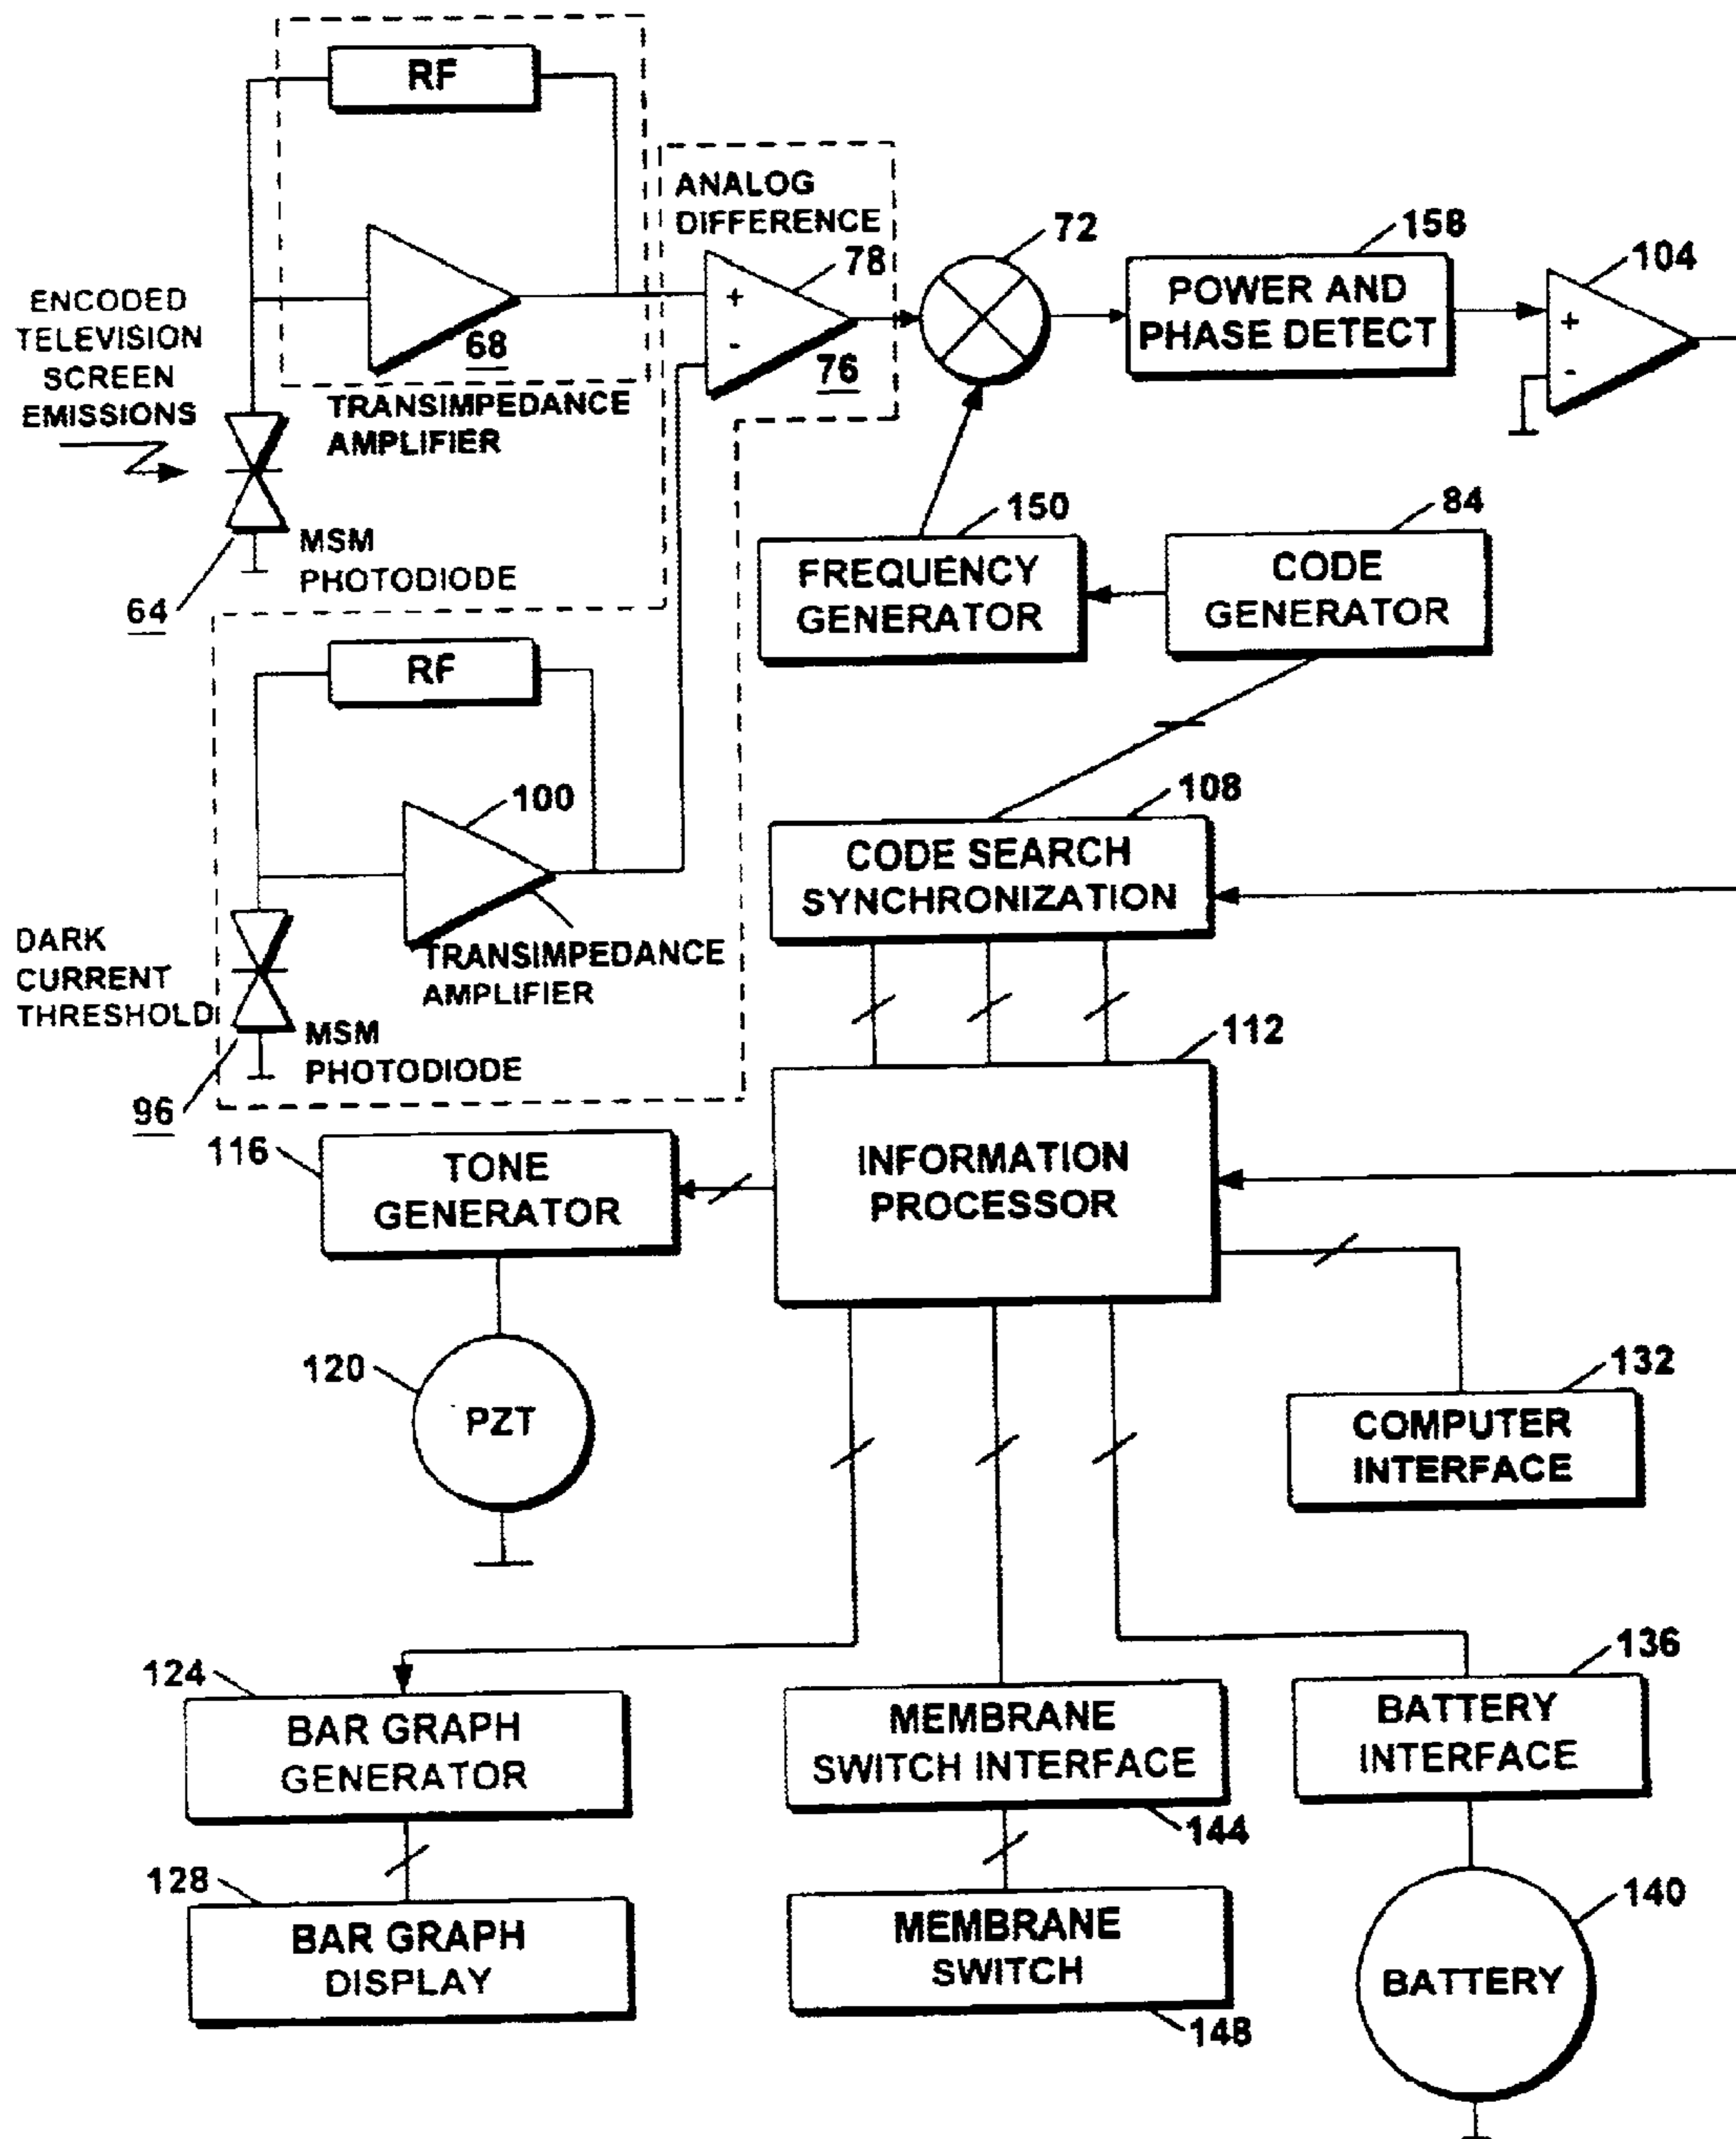 RF
ANALOG
DIFFERENCE
78
72
158
104
POWER AND
PHASE DETECT
+
-
76
+
-
ENCODED
TELEVISION
SCREEN
EMISSIONS
68
TRANSIMPEDANCE
AMPLIFIER
MSM
PHOTODIODE
64
150
84
FREQUENCY
GENERATOR
CODE
GENERATOR
RF
100
TRANSIMPEDANCE
AMPLIFIER
DARK
CURRENT
THRESHOLD
MSM
PHOTODIODE
96
108
CODE SEARCH
SYNCHRONIZATION
112
INFORMATION
PROCESSOR
116
TONE
GENERATOR
120
PZT
132
COMPUTER
INTERFACE
124
BAR GRAPH
GENERATOR
128
BAR GRAPH
DISPLAY
MEMBRANE
SWITCH INTERFACE
144
MEMBRANE
SWITCH
148
136
BATTERY
INTERFACE
140
BATTERY